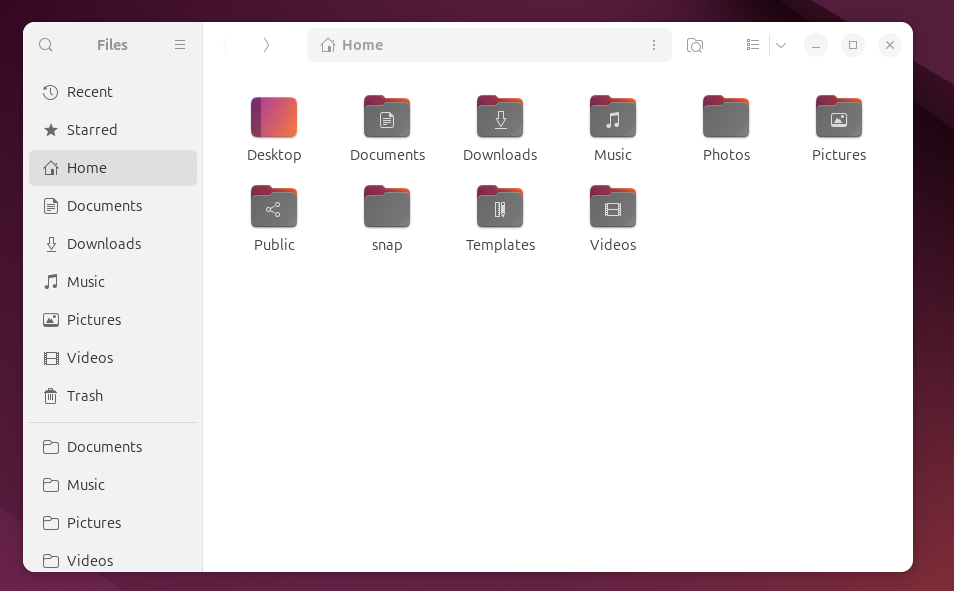 Files
Home
Recent
Starred
Home
Documents
Downloads
Music
Pictures
Videos
Trash
Documents
Music
Pictures
Videos
Desktop
Documents
Downloads
Music
Photos
Pictures
Public
snap
Templates
Videos